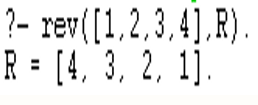 ?- rev([1,2,3,4],R).
R = [4, 3, 2, 1].